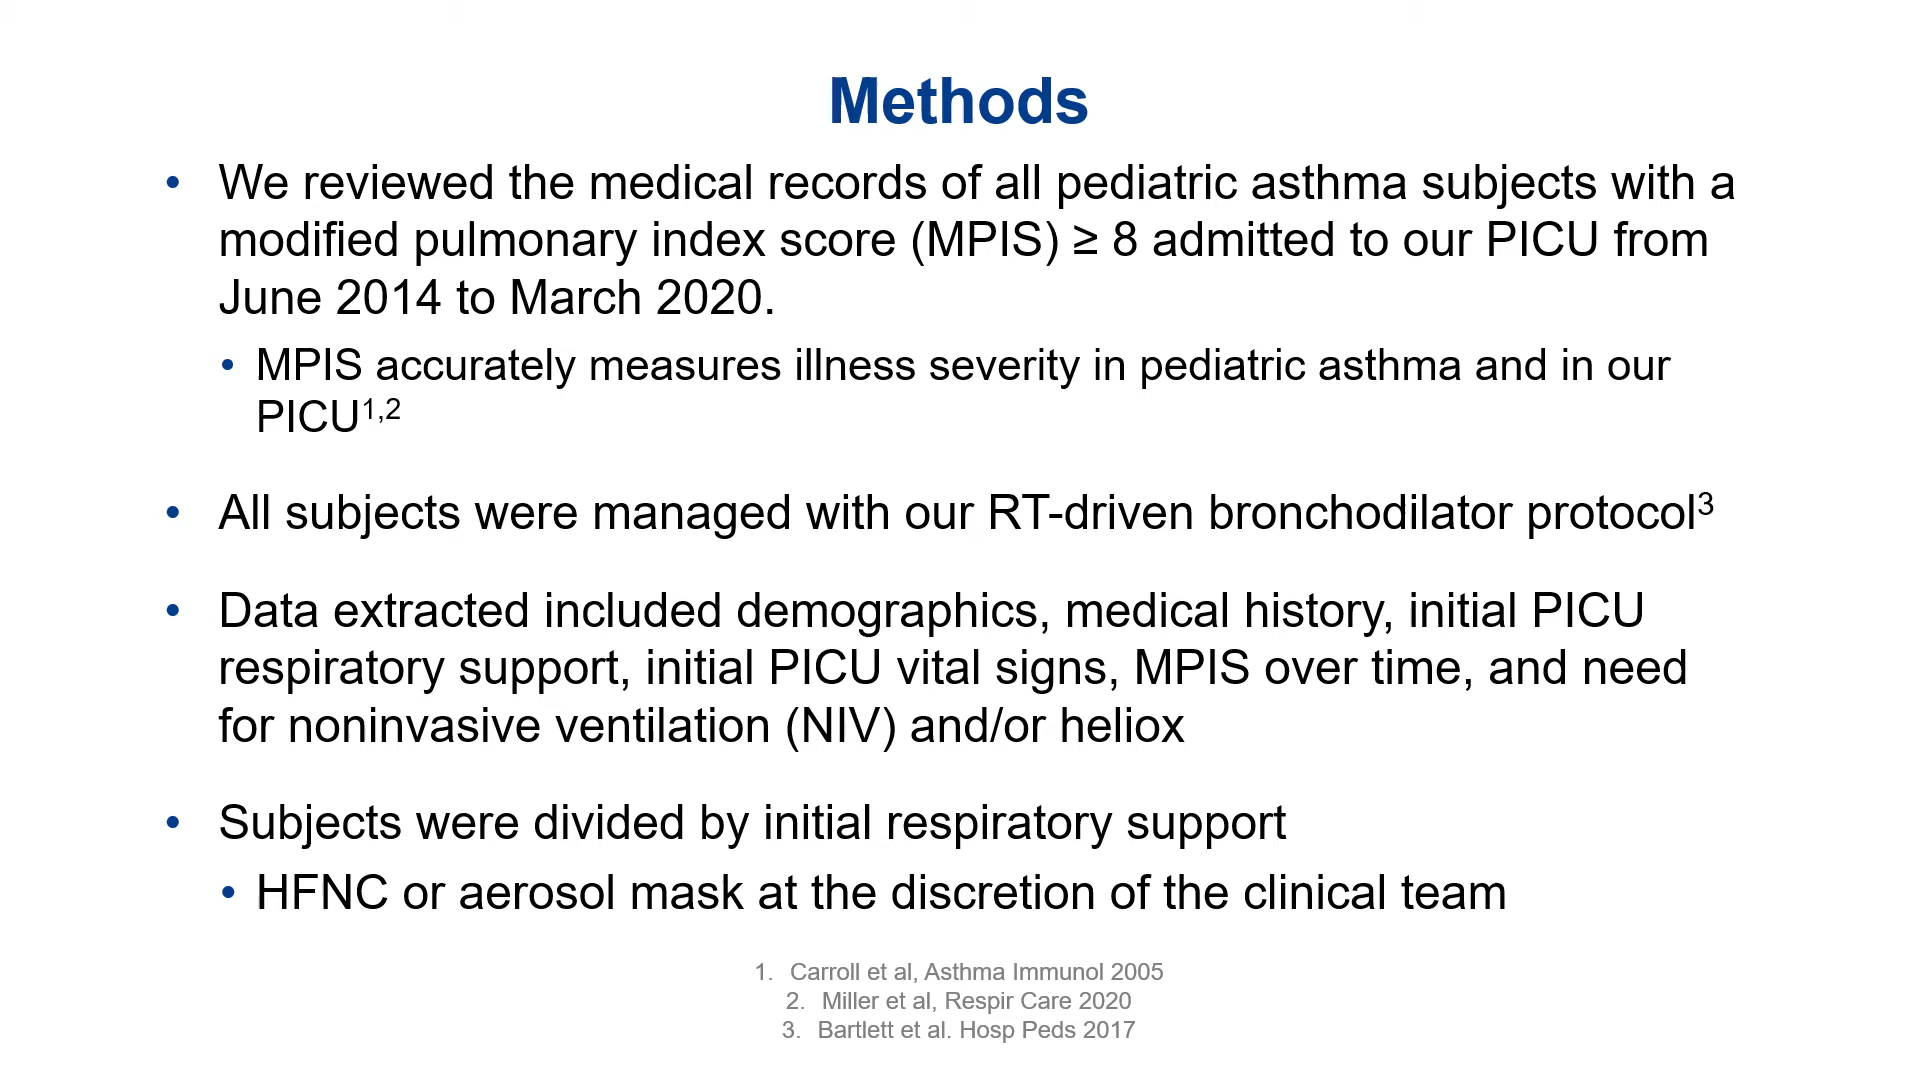 Methods
• We reviewed the medical records of all pediatric asthma subjects with a
modified pulmonary index score (MPIS) ≥ 8 admitted to our PICU from
June 2014 to March 2020.
• MPIS accurately measures illness severity in pediatric asthma and in our
PICU1,2
• All subjects were managed with our RT-driven bronchodilator protocol3
• Data extracted included demographics, medical history, initial PICU
respiratory support, initial PICU vital signs, MPIS over time, and need
for noninvasive ventilation (NIV) and/or heliox
• Subjects were divided by initial respiratory support
• HFNC or aerosol mask at the discretion of the clinical team
1. Carroll et al, Asthma Immunol 2005
2. Miller et al, Respir Care 2020
3. Bartlett et al. Hosp Peds 2017